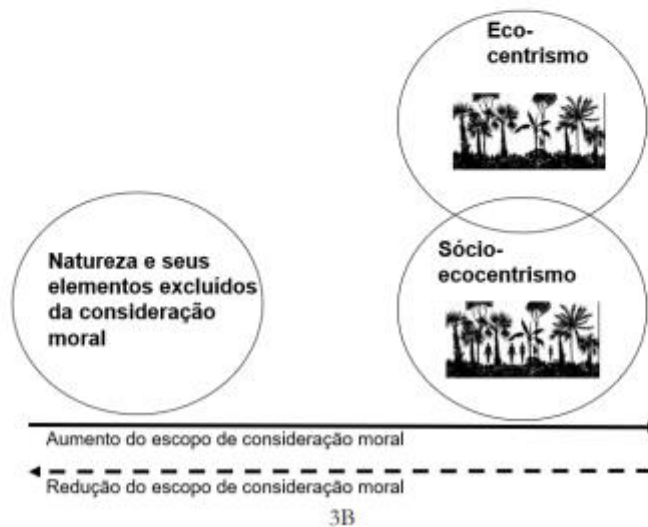 Eco-
centrismo
Natureza e seus
elementos excluídos
da consideração
moral
Sócio-
ecocentrismo
Aumento do escopo de consideração moral
Redução do escopo de consideração moral
3B